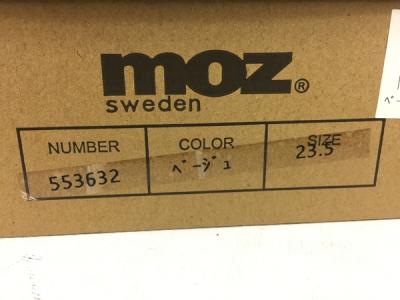 moz®
sweden
NUMBER COLOR SIZE
553632 ベージュ 23.5